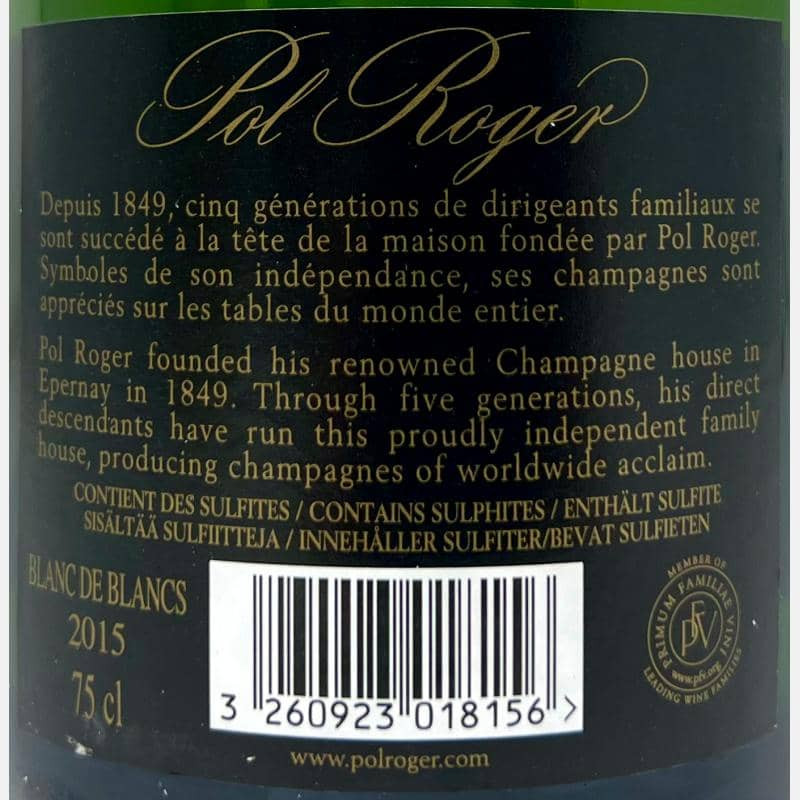 Pol Roger
Depuis 1849, cinq générations de dirigeants familiaux se
sont succédé à la tête de la maison fondée par Pol Roger.
Symboles de son indépendance, ses champagnes sont
appréciés sur les tables du monde entier.
Pol Roger founded his renowned Champagne house in
Epernay in 1849. Through five generations, his direct
descendants have run this proudly independent family
house, producing champagnes of worldwide acclaim.
CONTIENT DES SULFITES / CONTAINS SULPHITES / ENTHÄLT SULFITE
SISÄLTÄÄ SULFIITTEJA / INNEHÅLLER SULFITER/BEVAT SULFIETEN
BLANC DE BLANCS
2015
75 cl
3 260923 018156 >
MEMBER OF
PRIMUM FAMILIAE VINI
PFV
www.pfv.org
LEADING WINE FAMILIES
www.polroger.com